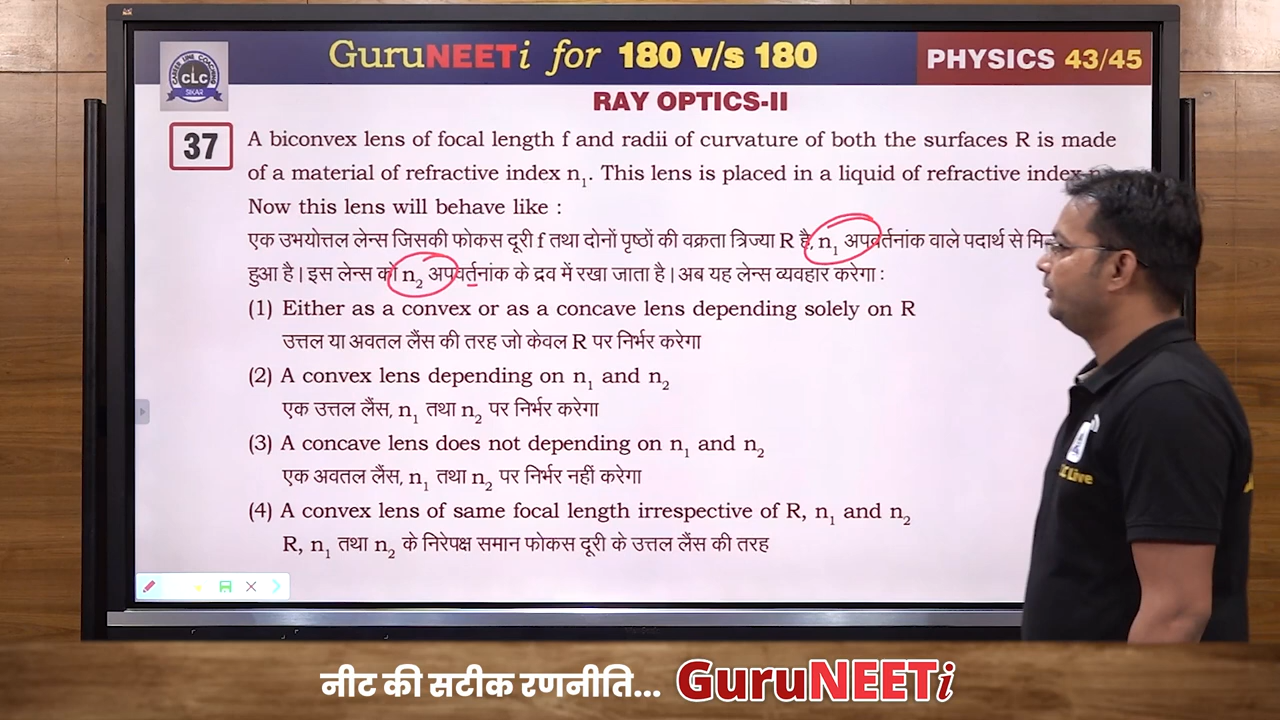 GuruNEETi for 180 v/s 180
PHYSICS 43/45
CAREER LINE COACHING
CLC
SIKAR
RAY OPTICS-II
37
A biconvex lens of focal length f and radii of curvature of both the surfaces R is made
of a material of refractive index n₁. This lens is placed in a liquid of refractive index
Now this lens will behave like :
एक उभयोत्तल लेन्स जिसकी फोकस दूरी f तथा दोनों पृष्ठों की वक्रता त्रिज्या R है, n₁ अपवर्तनांक वाले पदार्थ से
हुआ है। इस लेन्स को n₂ अपवर्तनांक के द्रव में रखा जाता है। अब यह लेन्स व्यवहार करेगा :
(1) Either as a convex or as a concave lens depending solely on R
उत्तल या अवतल लैंस की तरह जो केवल R पर निर्भर करेगा
(2) A convex lens depending on n₁ and n₂
एक उत्तल लैंस, n₁ तथा n₂ पर निर्भर करेगा
(3) A concave lens does not depending on n₁ and n₂
एक अवतल लैंस, n₁ तथा n₂ पर निर्भर नहीं करेगा
(4) A convex lens of same focal length irrespective of R, n₁ and n₂
R, n₁ तथा n₂ के निरपेक्ष समान फोकस दूरी के उत्तल लैंस की तरह
Live
नीट की सटीक रणनीति... GuruNEETi